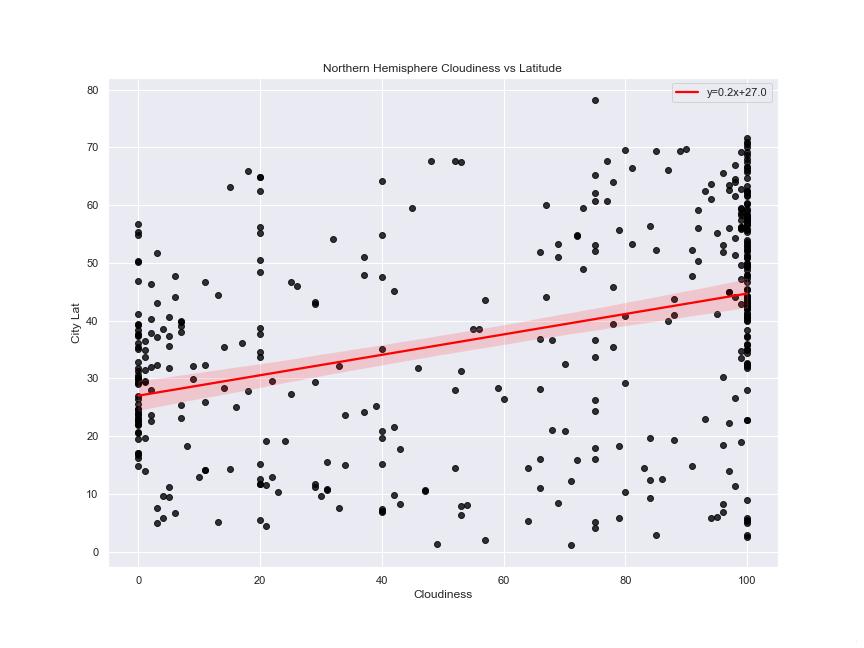 Northern Hemisphere Cloudiness vs Latitude
y=0.2x+27.0
80
70
60
50
40
30
20
10
0
City Lat
0 20 40 60 80 100
Cloudiness